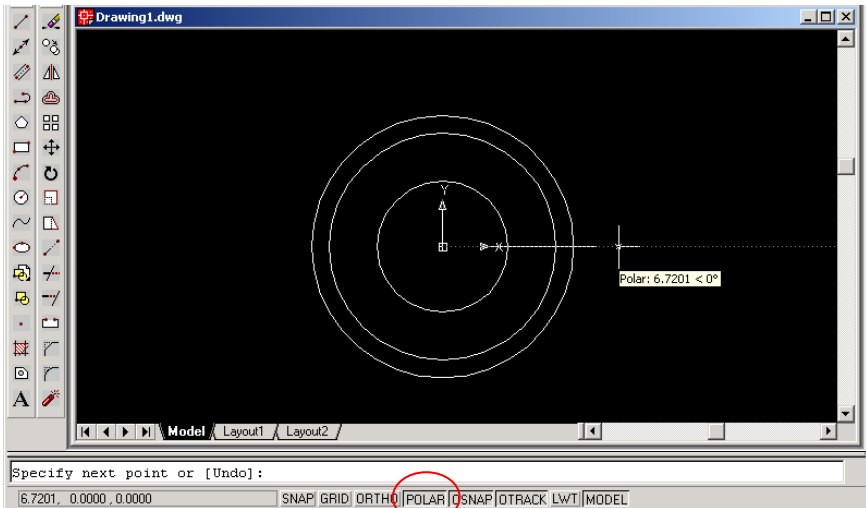 Drawing1.dwg
Y
X
Polar: 6.7201 < 0°
A
Model Layout1 Layout2
Specify next point or [Undo]:
6.7201, 0.0000 , 0.0000 SNAP GRID ORTHO POLAR OSNAP OTRACK LWT MODEL